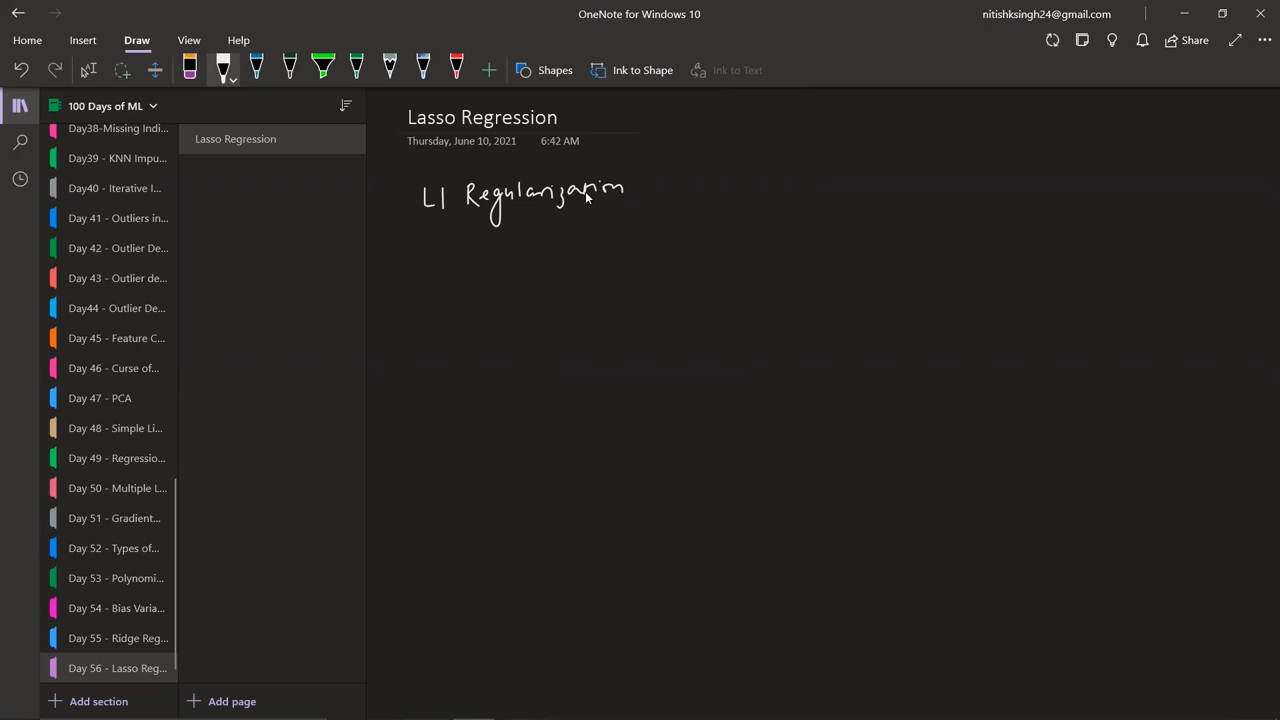 OneNote for Windows 10
nitishksingh24@gmail.com
Home
Insert
Draw
View
Help
Shapes
Ink to Shape
Ink to Text
Share
100 Days of ML
Day38-Missing Indi...
Day39 - KNN Impu...
Day40 - Iterative I...
Day 41 - Outliers in...
Day 42 - Outlier De...
Day 43 - Outlier de...
Day44 - Outlier De...
Day 45 - Feature C...
Day 46 - Curse of...
Day 47 - PCA
Day 48 - Simple Li...
Day 49 - Regressio...
Day 50 - Multiple L...
Day 51 - Gradient...
Day 52 - Types of...
Day 53 - Polynomi...
Day 54 - Bias Varia...
Day 55 - Ridge Reg...
Day 56 - Lasso Reg...
Add section
Lasso Regression
Add page
Lasso Regression
Thursday, June 10, 2021 6:42 AM
L1 Regularization